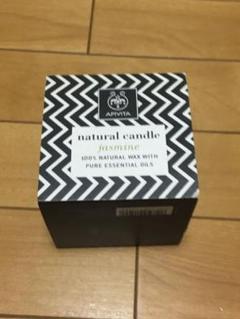 APIVITA
natural candle
jasmine
100% NATURAL WAX WITH
PURE ESSENTIAL OILS